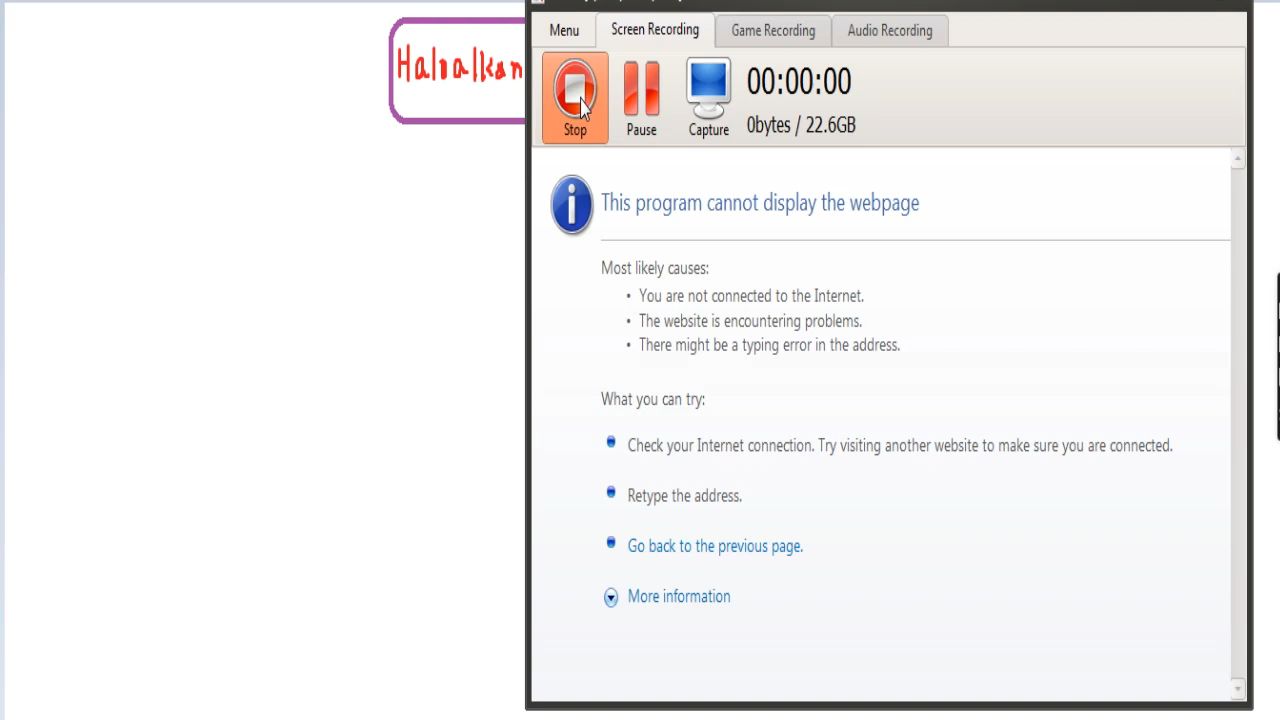 Haloalkan
Menu Screen Recording Game Recording Audio Recording
Stop Pause Capture
00:00:00
0bytes / 22.6GB
This program cannot display the webpage
Most likely causes:
• You are not connected to the Internet.
• The website is encountering problems.
• There might be a typing error in the address.
What you can try:
Check your Internet connection. Try visiting another website to make sure you are connected.
Retype the address.
Go back to the previous page.
More information